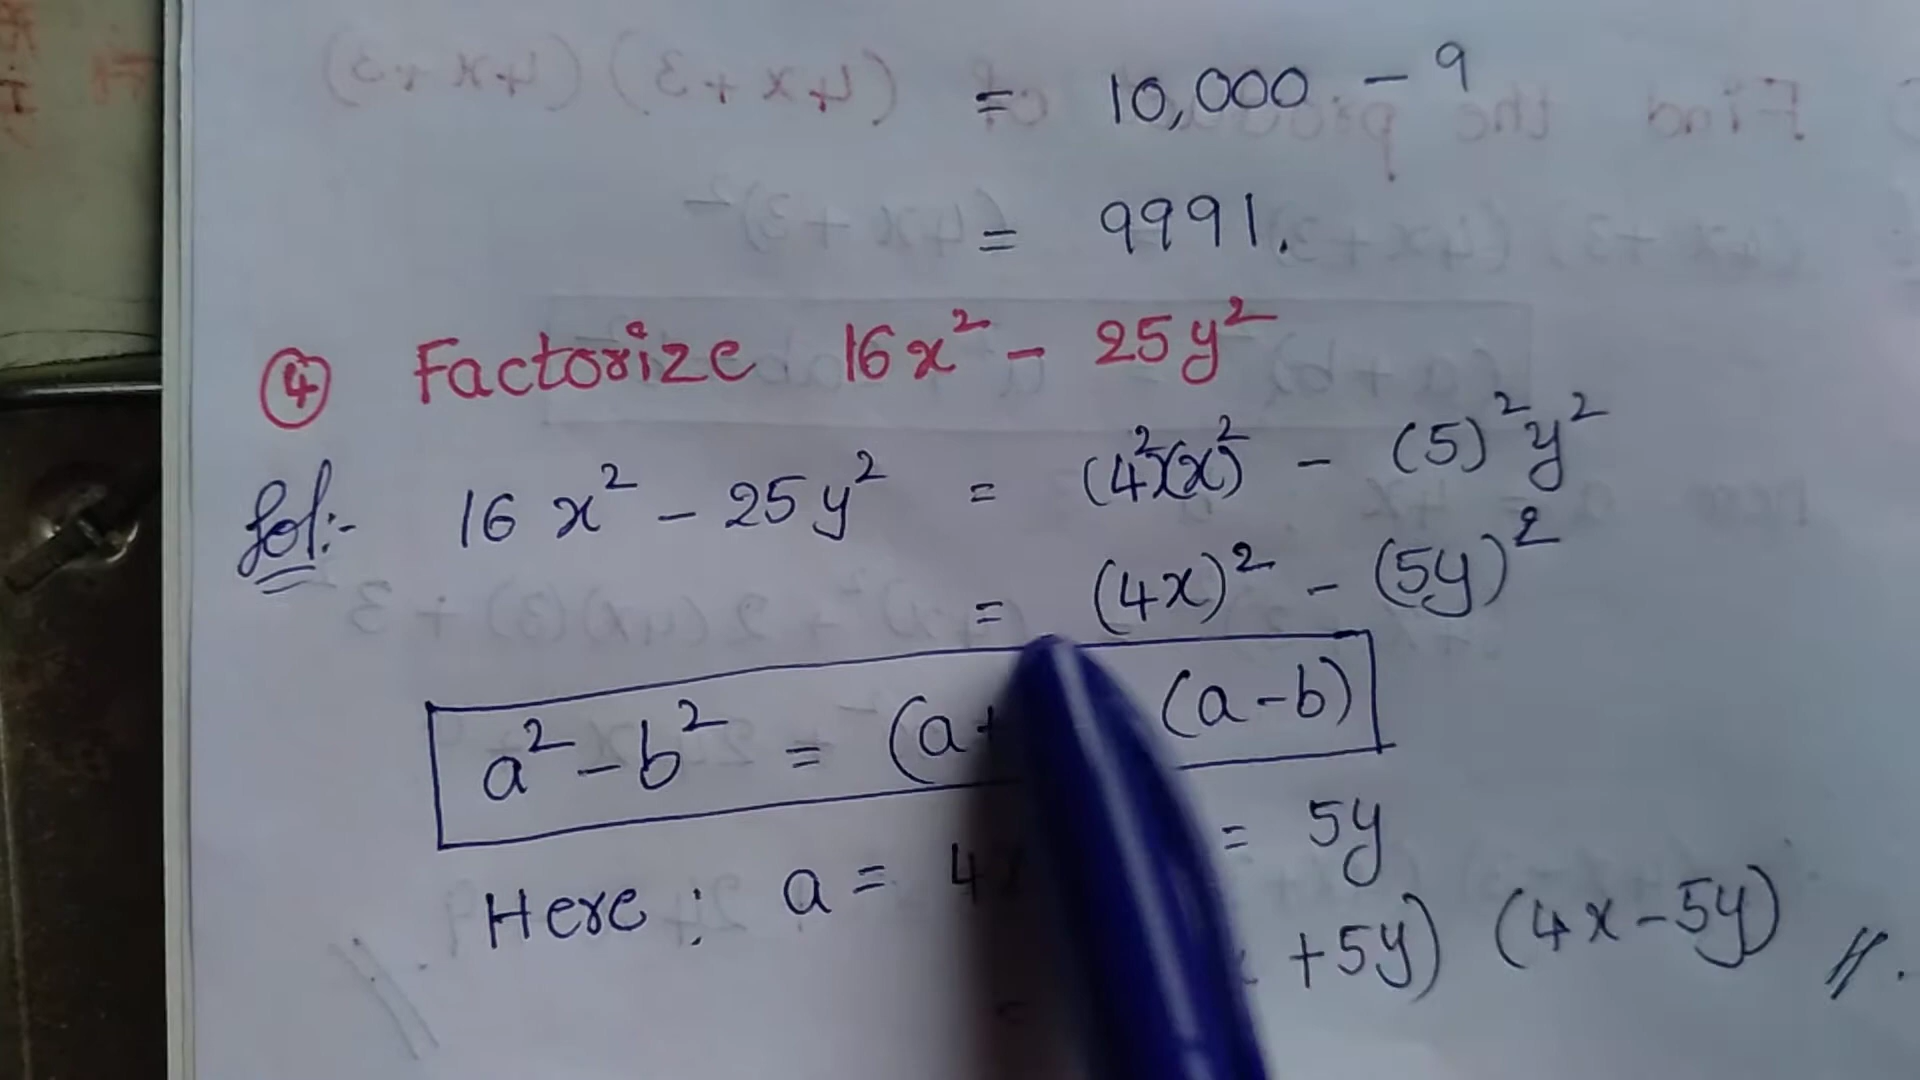 = 10,000 - 9
= 9991.
④ Factorize 16x² - 25y²
Sol:- 16x² - 25y² = (4²)(x)² - (5)²y²
= (4x)² - (5y)²
a² - b² = (a+ (a-b)
Here : a = 4 = 5y
= +5y) (4x-5y) //.